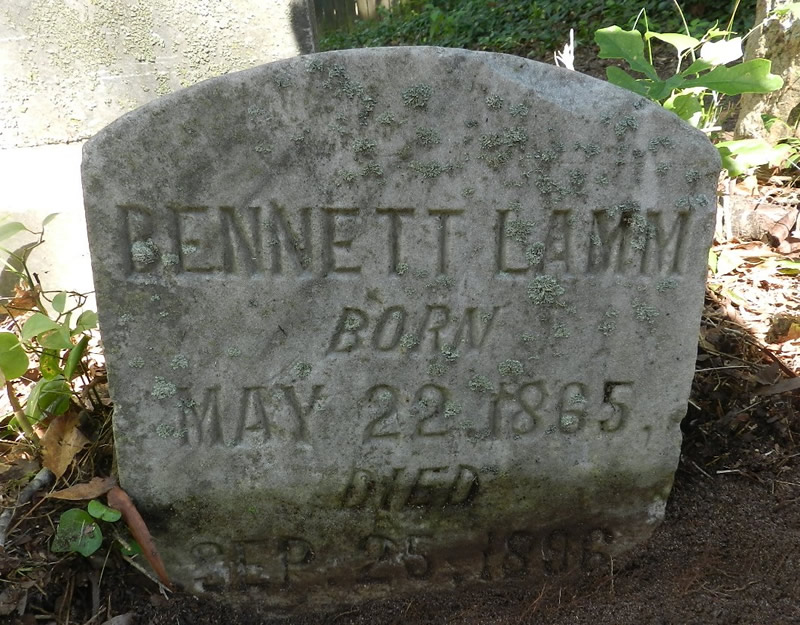 BENNETT LAMM
BORN
MAY 22. 1865.
DIED
SEP. 25, 1896